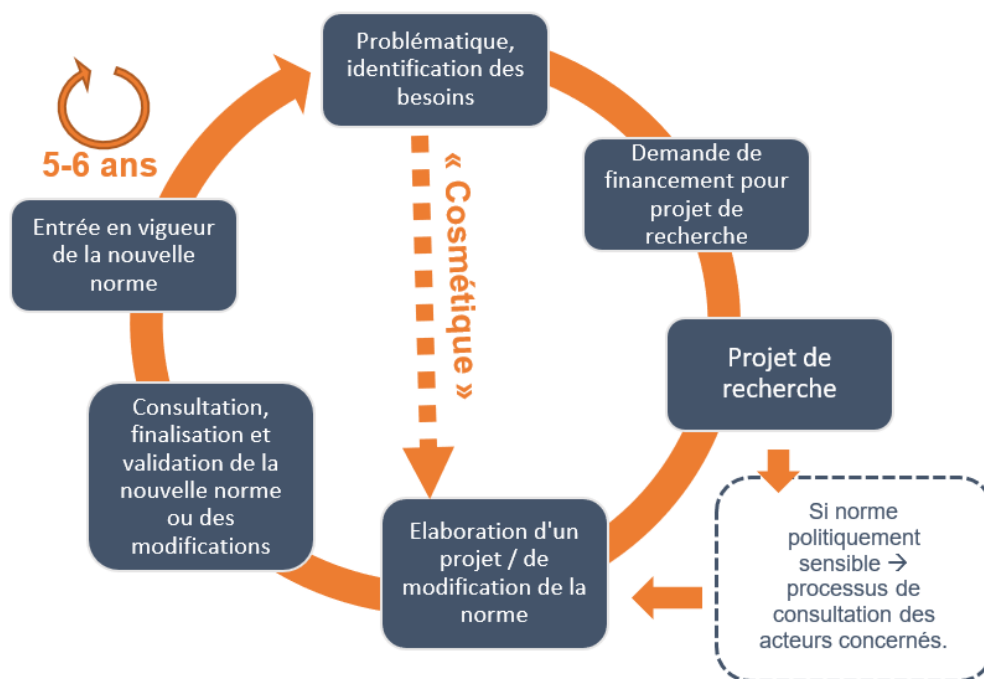 Problématique,
identification des
besoins
5-6 ans
« Cosmétique »
Demande de
financement pour
projet de
recherche
Projet de
recherche
Si norme
politiquement
sensible →
processus de
consultation des
acteurs concernés.
Elaboration d'un
projet / de
modification de la
norme
Consultation,
finalisation et
validation de la
nouvelle norme
ou des
modifications
Entrée en vigueur
de la nouvelle
norme